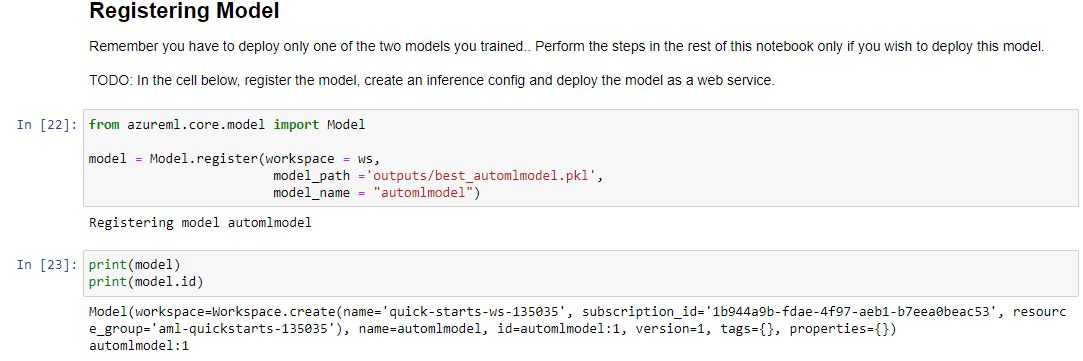 Registering Model
Remember you have to deploy only one of the two models you trained.. Perform the steps in the rest of this notebook only if you wish to deploy this model.
TODO: In the cell below, register the model, create an inference config and deploy the model as a web service.
In [22]: from azureml.core.model import Model
model = Model.register(workspace = ws,
model_path ='outputs/best_automlmodel.pkl',
model_name = "automlmodel")
Registering model automlmodel
In [23]: print(model)
print(model.id)
Model(workspace=Workspace.create(name='quick-starts-ws-135035', subscription_id='1b944a9b-fdae-4f97-aeb1-b7eea0beac53', resourc
e_group='aml-quickstarts-135035'), name=automlmodel, id=automlmodel:1, version=1, tags={}, properties={})
automlmodel:1